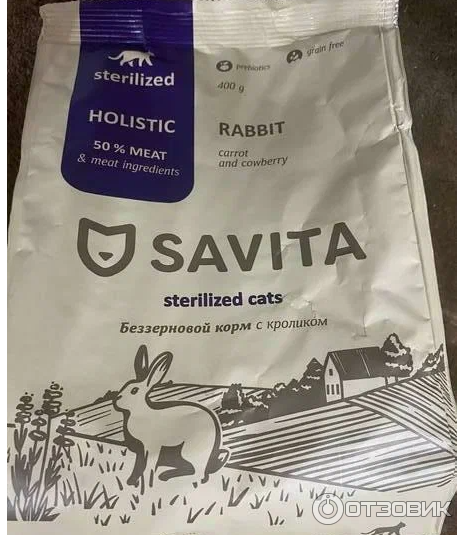 sterilized
HOLISTIC
50 % MEAT
& meat ingredients
prebiotics
grain free
400 g
RABBIT
carrot
and cowberry
SAVITA
sterilized cats
Беззерновой корм с кроликом
ОТЗОВИК